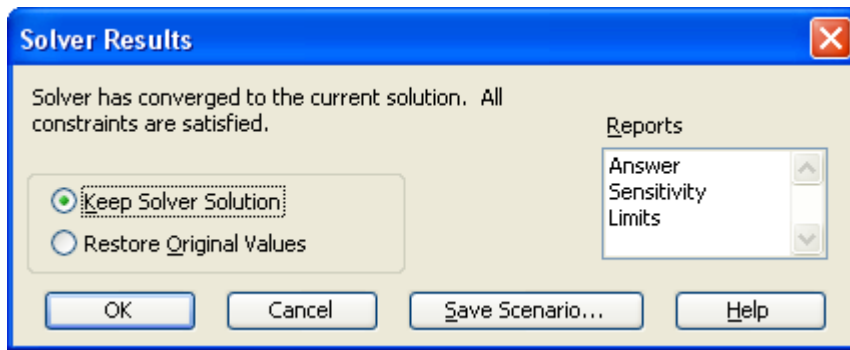 Solver Results
Solver has converged to the current solution. All
constraints are satisfied.
Reports
Answer
Sensitivity
Limits
Keep Solver Solution
Restore Original Values
OK Cancel Save Scenario... Help